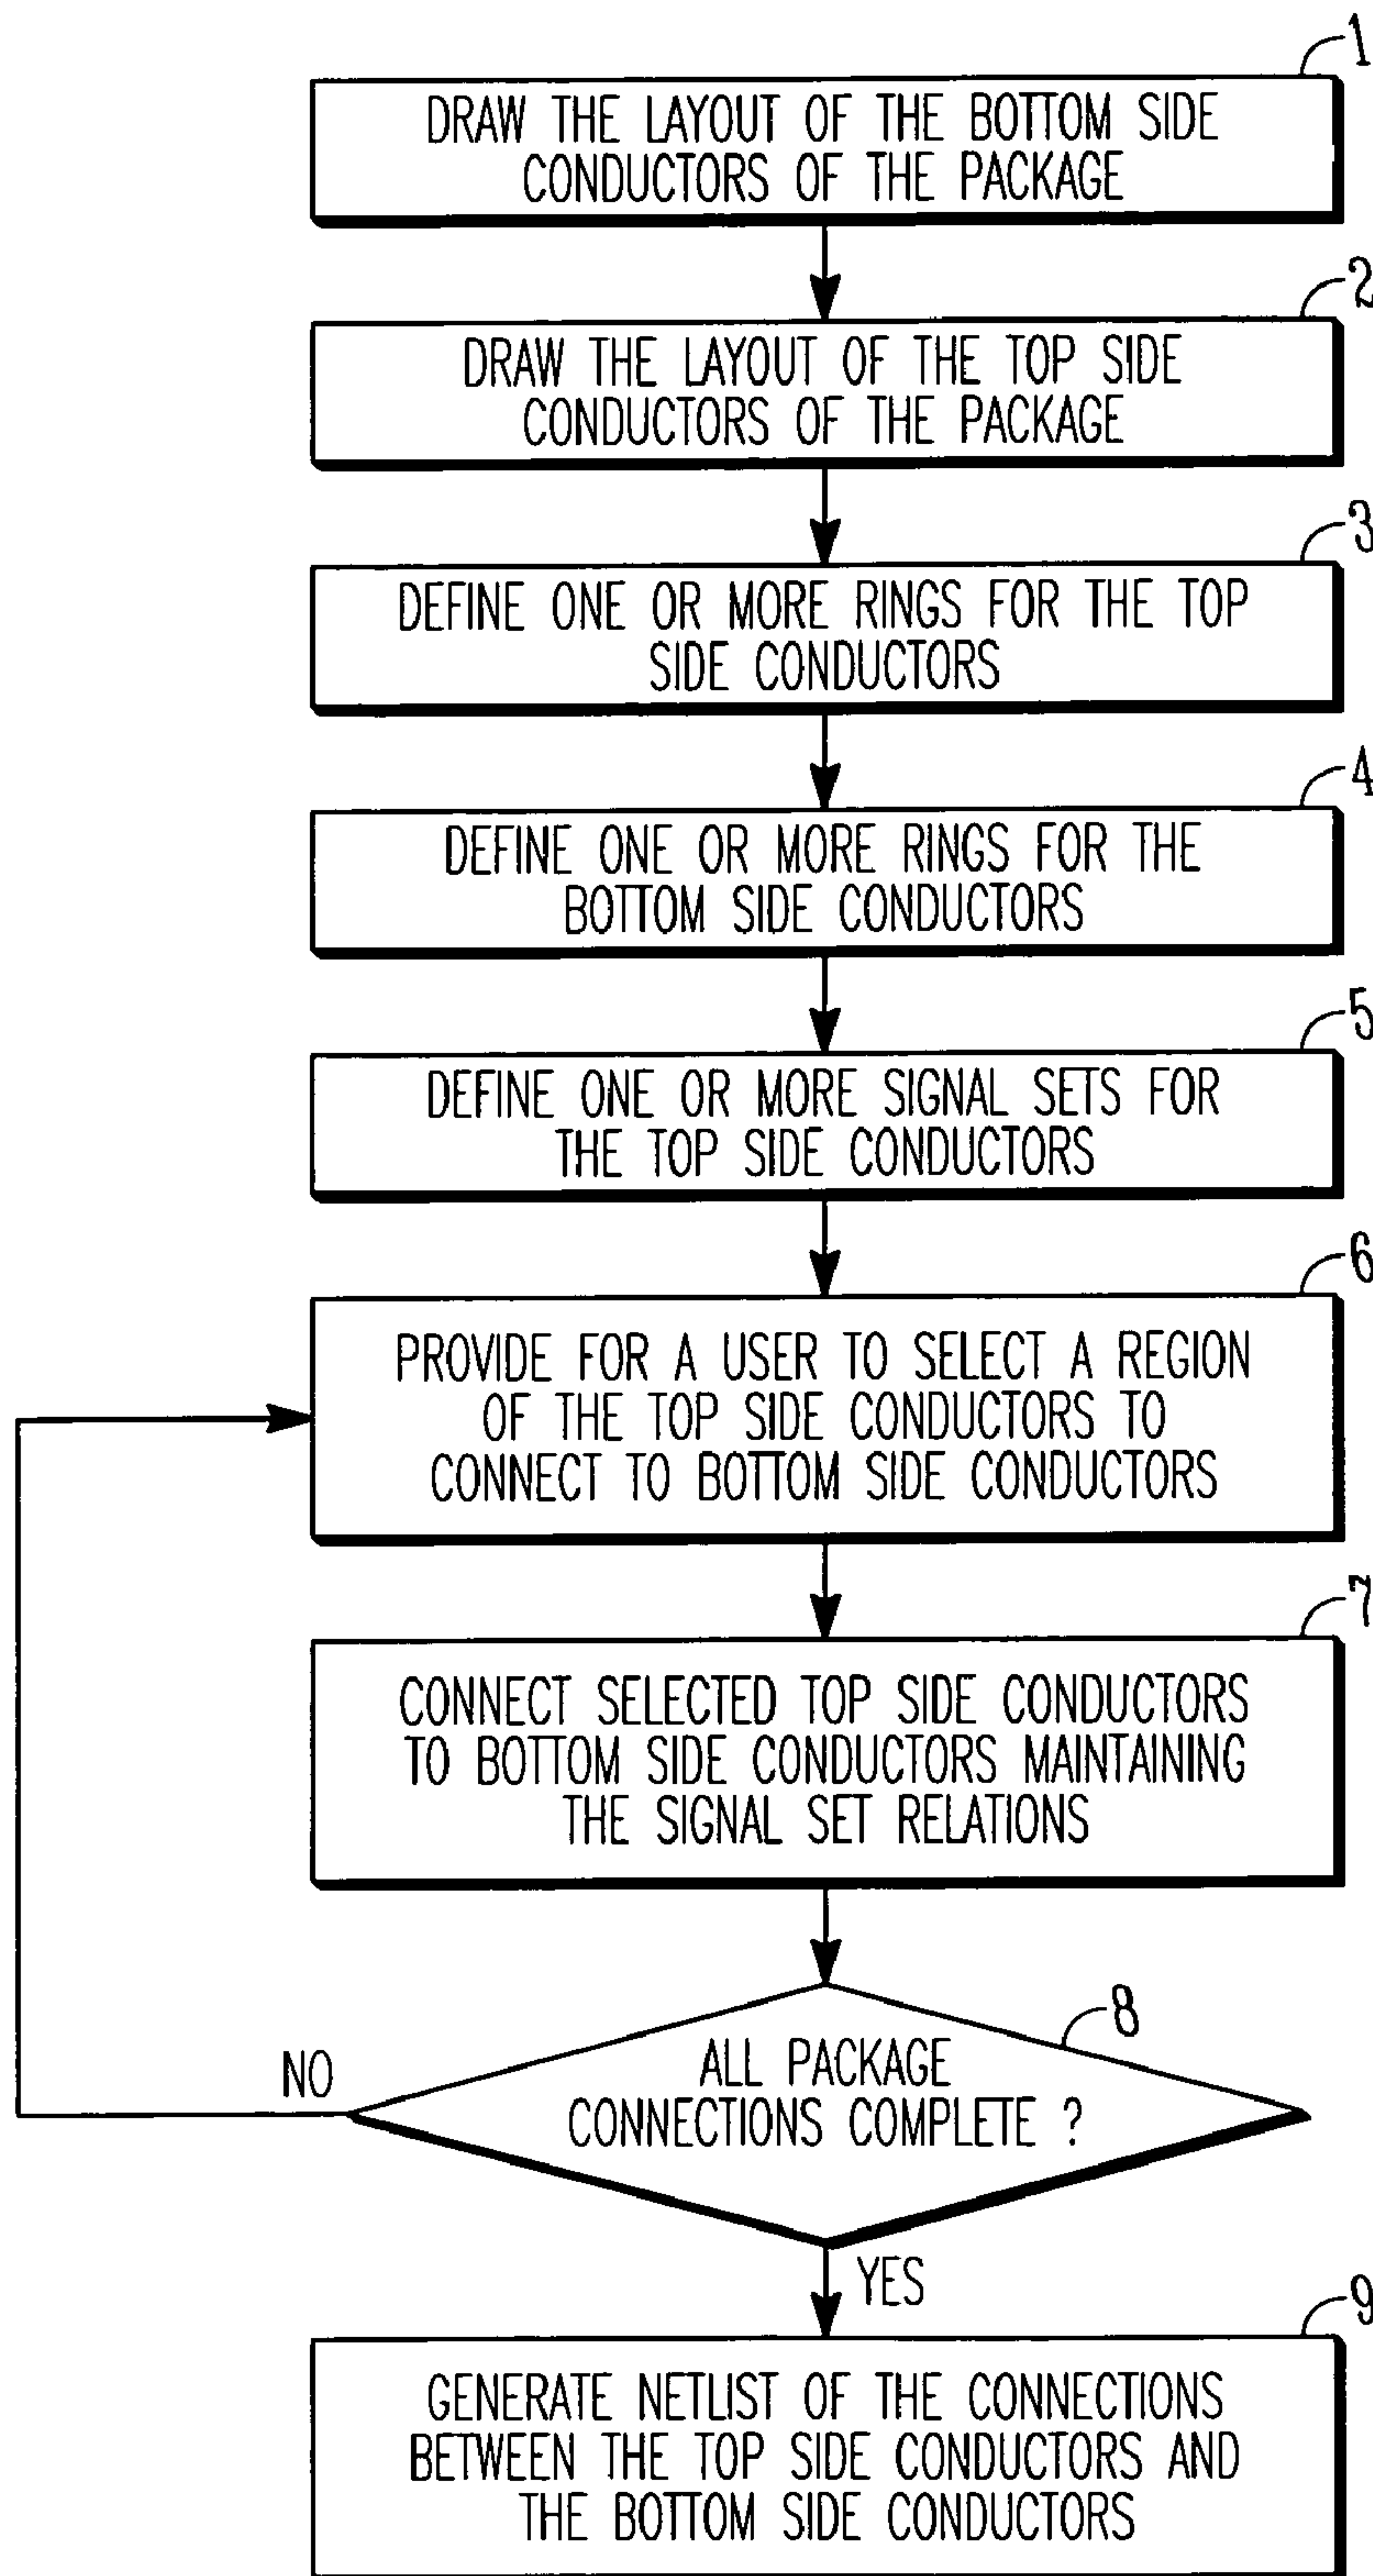 1
DRAW THE LAYOUT OF THE BOTTOM SIDE
CONDUCTORS OF THE PACKAGE
2
DRAW THE LAYOUT OF THE TOP SIDE
CONDUCTORS OF THE PACKAGE
3
DEFINE ONE OR MORE RINGS FOR THE TOP
SIDE CONDUCTORS
4
DEFINE ONE OR MORE RINGS FOR THE
BOTTOM SIDE CONDUCTORS
5
DEFINE ONE OR MORE SIGNAL SETS FOR
THE TOP SIDE CONDUCTORS
6
PROVIDE FOR A USER TO SELECT A REGION
OF THE TOP SIDE CONDUCTORS TO
CONNECT TO BOTTOM SIDE CONDUCTORS
7
CONNECT SELECTED TOP SIDE CONDUCTORS
TO BOTTOM SIDE CONDUCTORS MAINTAINING
THE SIGNAL SET RELATIONS
8
ALL PACKAGE
CONNECTIONS COMPLETE ?
NO
YES
9
GENERATE NETLIST OF THE CONNECTIONS
BETWEEN THE TOP SIDE CONDUCTORS AND
THE BOTTOM SIDE CONDUCTORS